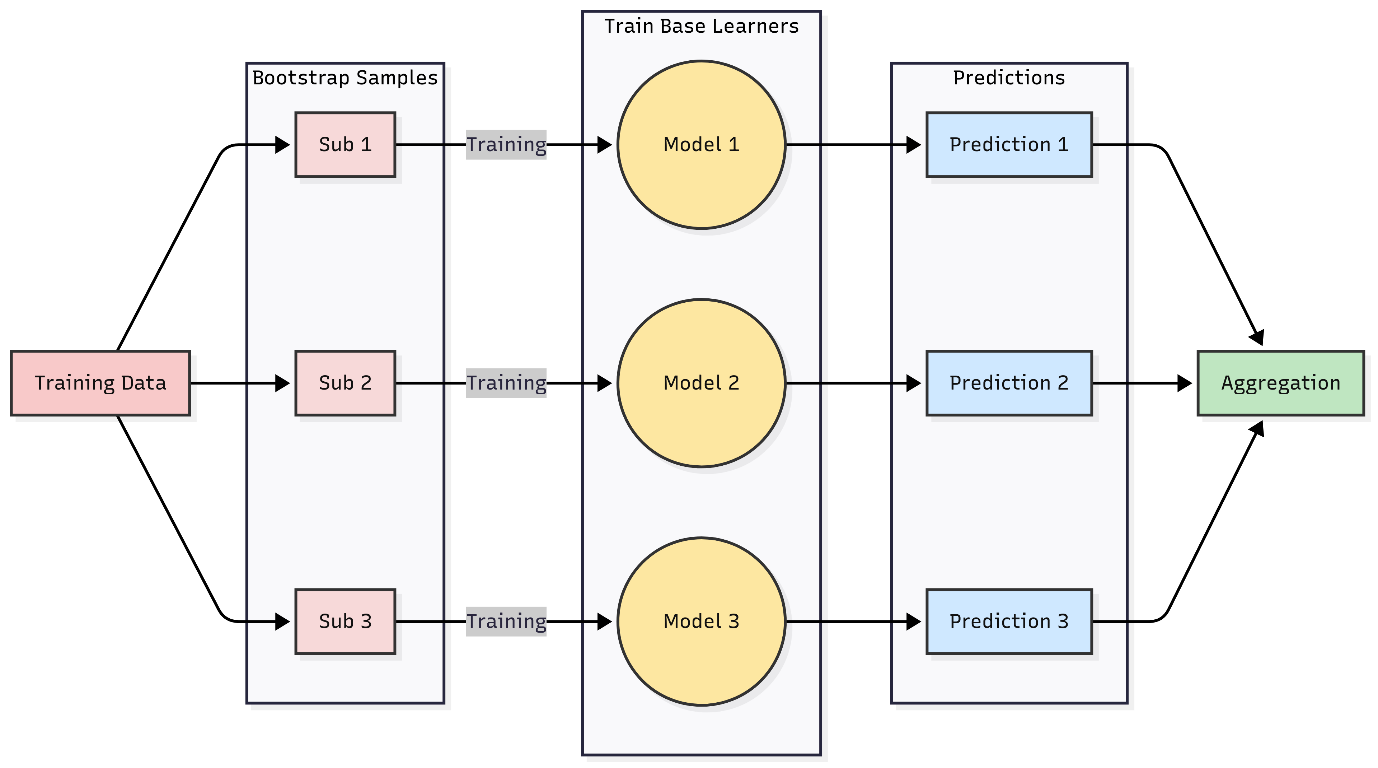 Train Base Learners
Bootstrap Samples
Predictions
Sub 1
Training
Model 1
Prediction 1
Training Data
Sub 2
Training
Model 2
Prediction 2
Aggregation
Sub 3
Training
Model 3
Prediction 3